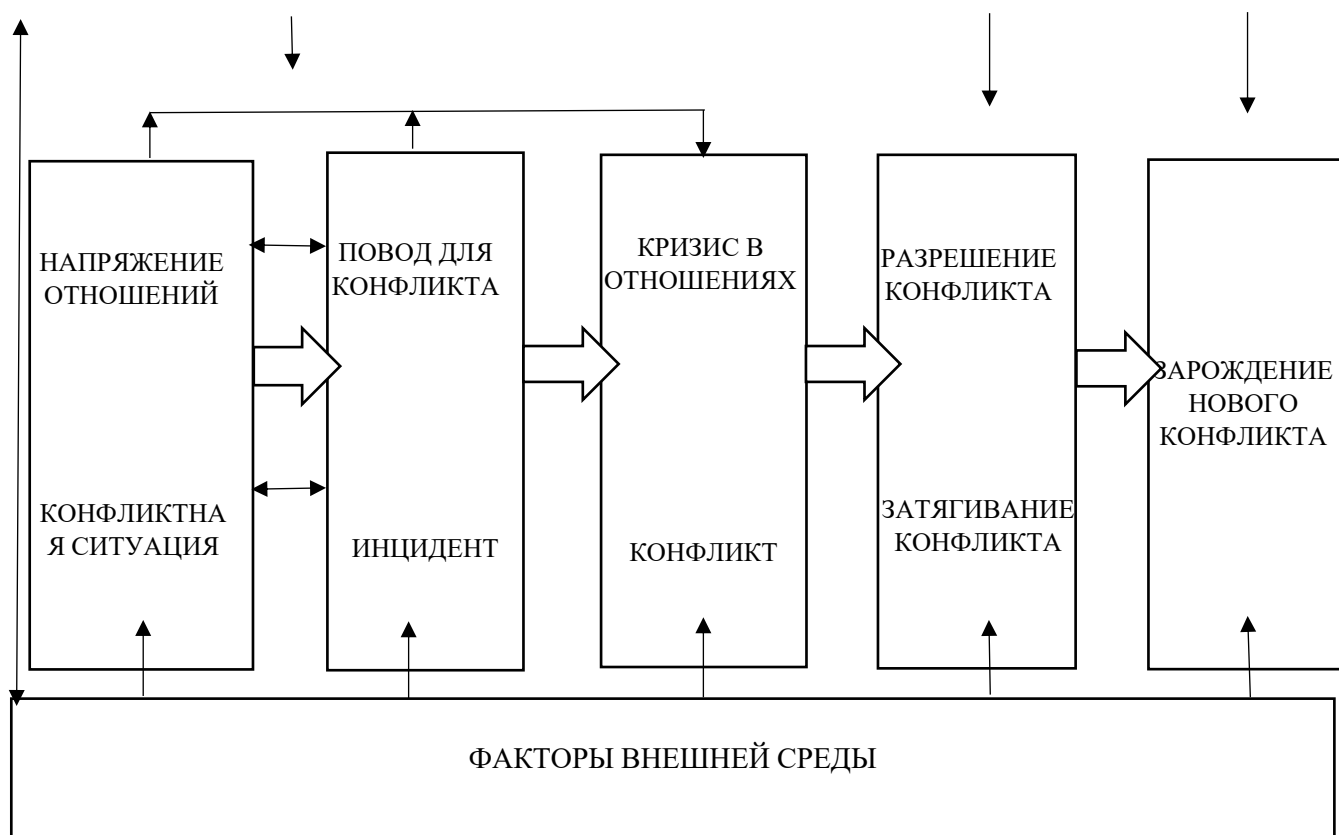 НАПРЯЖЕНИЕ
ОТНОШЕНИЙ
КОНФЛИКТНА
Я СИТУАЦИЯ
ПОВОД ДЛЯ
КОНФЛИКТА
ИНЦИДЕНТ
КРИЗИС В
ОТНОШЕНИЯХ
КОНФЛИКТ
РАЗРЕШЕНИЕ
КОНФЛИКТА
ЗАТЯГИВАНИЕ
КОНФЛИКТА
ЗАРОЖДЕНИЕ
НОВОГО
КОНФЛИКТА
ФАКТОРЫ ВНЕШНЕЙ СРЕДЫ